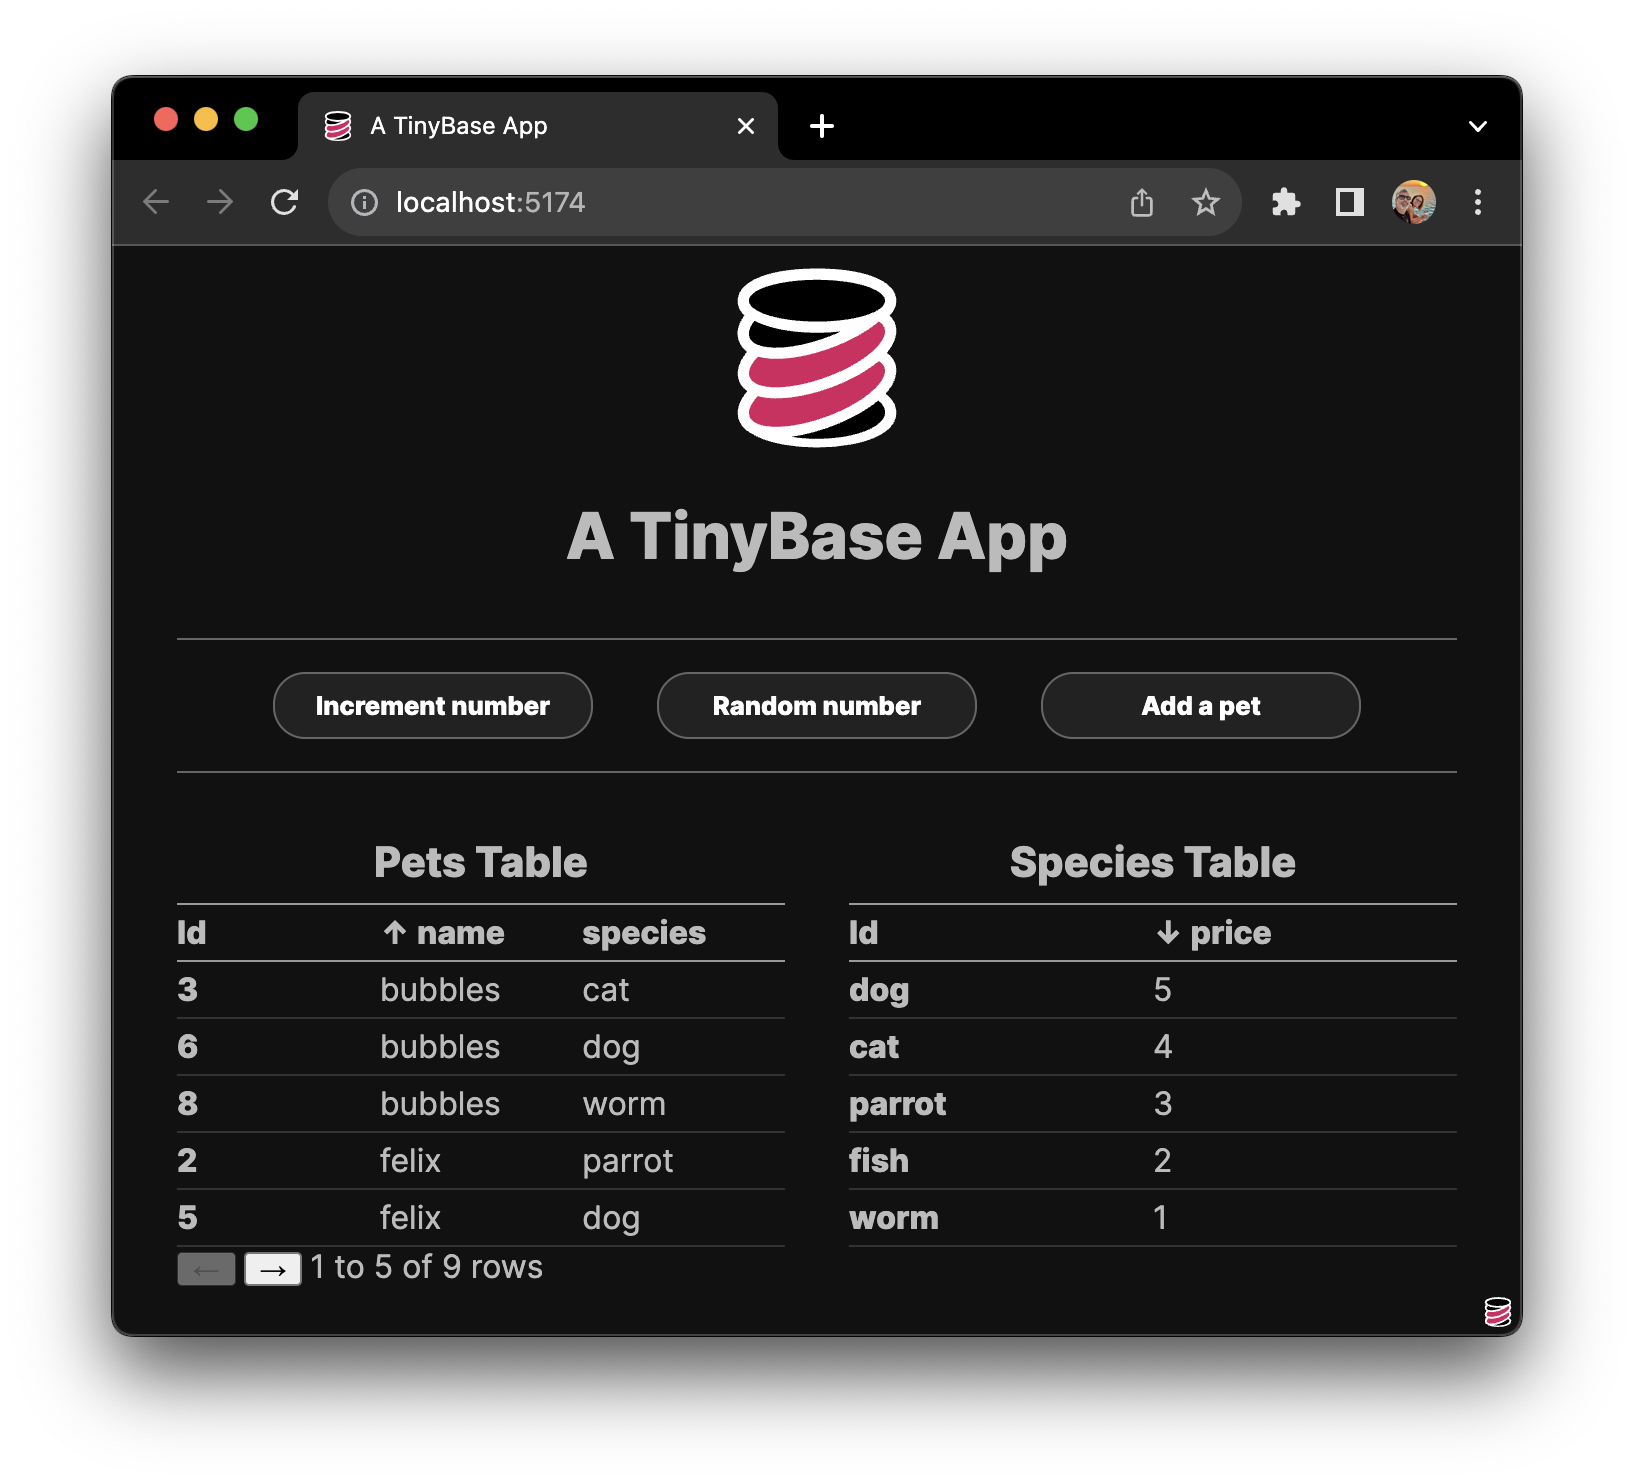 A TinyBase App
localhost:5174
A TinyBase App
Increment number Random number Add a pet
Pets Table
Id ↑ name species
3 bubbles cat
6 bubbles dog
8 bubbles worm
2 felix parrot
5 felix dog
← → 1 to 5 of 9 rows
Species Table
Id ↓ price
dog 5
cat 4
parrot 3
fish 2
worm 1